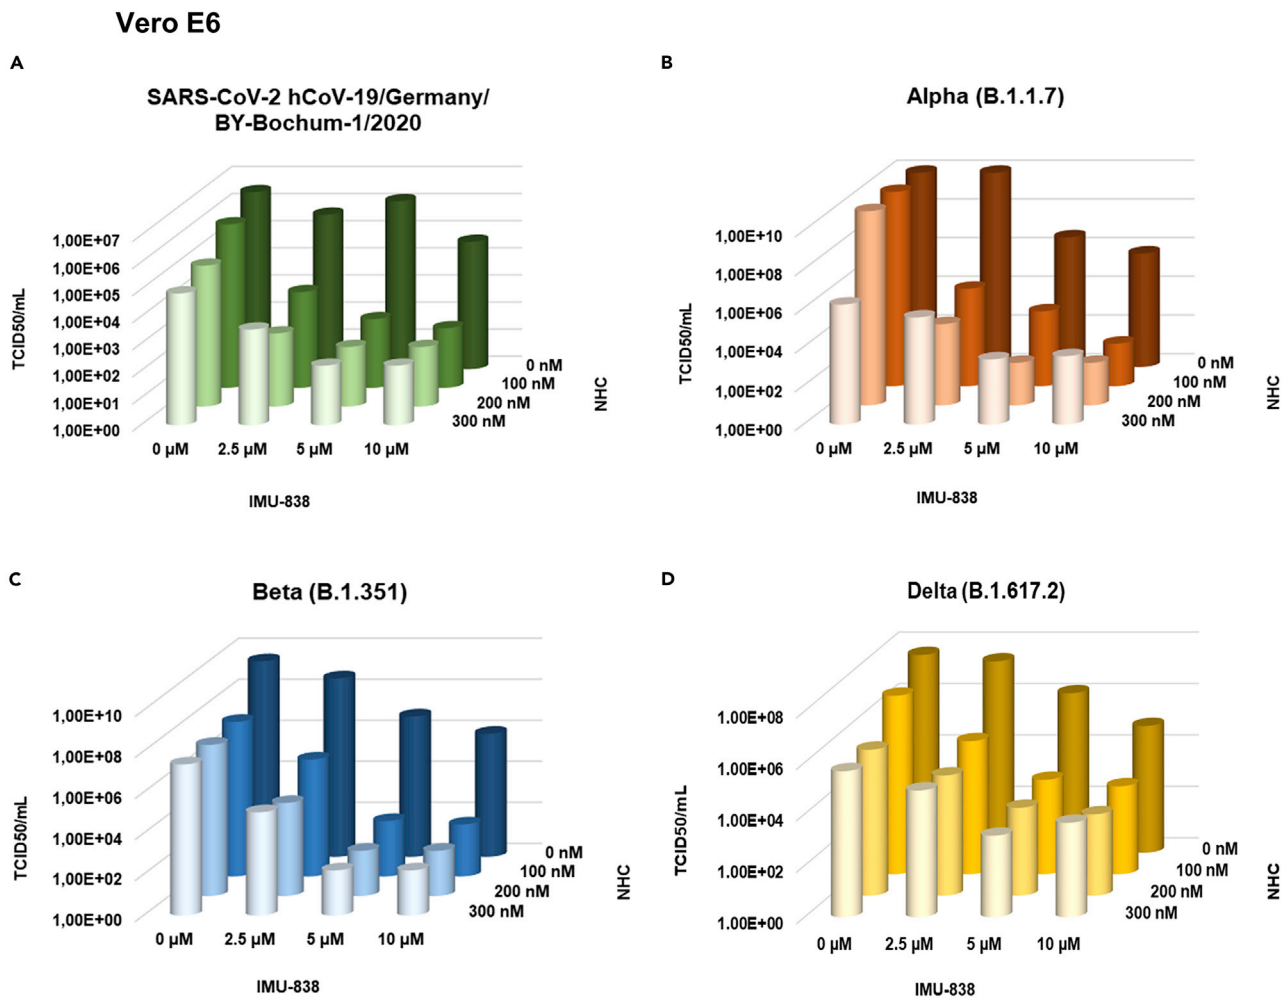 Vero E6
A
SARS-CoV-2 hCoV-19/Germany/
BY-Bochum-1/2020
1,00E+07
1,00E+06
1,00E+05
1,00E+04
1,00E+03
1,00E+02
1,00E+01
1,00E+00
TCID50/mL
0 nM
100 nM
200 nM
300 nM
NHC
0 µM
2.5 µM
5 µM
10 µM
IMU-838
B
Alpha (B.1.1.7)
1,00E+10
1,00E+08
1,00E+06
1,00E+04
1,00E+02
1,00E+00
TCID50/mL
0 nM
100 nM
200 nM
300 nM
NHC
0 µM
2.5 µM
5 µM
10 µM
IMU-838
C
Beta (B.1.351)
1,00E+10
1,00E+08
1,00E+06
1,00E+04
1,00E+02
1,00E+00
TCID50/mL
0 nM
100 nM
200 nM
300 nM
NHC
0 µM
2.5 µM
5 µM
10 µM
IMU-838
D
Delta (B.1.617.2)
1,00E+08
1,00E+06
1,00E+04
1,00E+02
1,00E+00
TCID50/mL
0 nM
100 nM
200 nM
300 nM
NHC
0 µM
2.5 µM
5 µM
10 µM
IMU-838